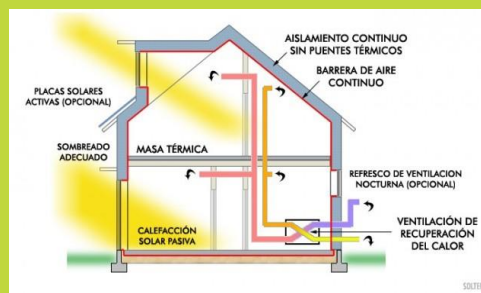 AISLAMIENTO CONTINUO
SIN PUENTES TÉRMICOS
BARRERA DE AIRE
CONTINUO
PLACAS SOLARES
ACTIVAS (OPCIONAL)
SOMBREADO
ADECUADO
MASA TÉRMICA
REFRESCO DE VENTILACION
NOCTURNA (OPCIONAL)
CALEFACCIÓN
SOLAR PASIVA
VENTILACIÓN DE
RECUPERACIÓN
DEL CALOR